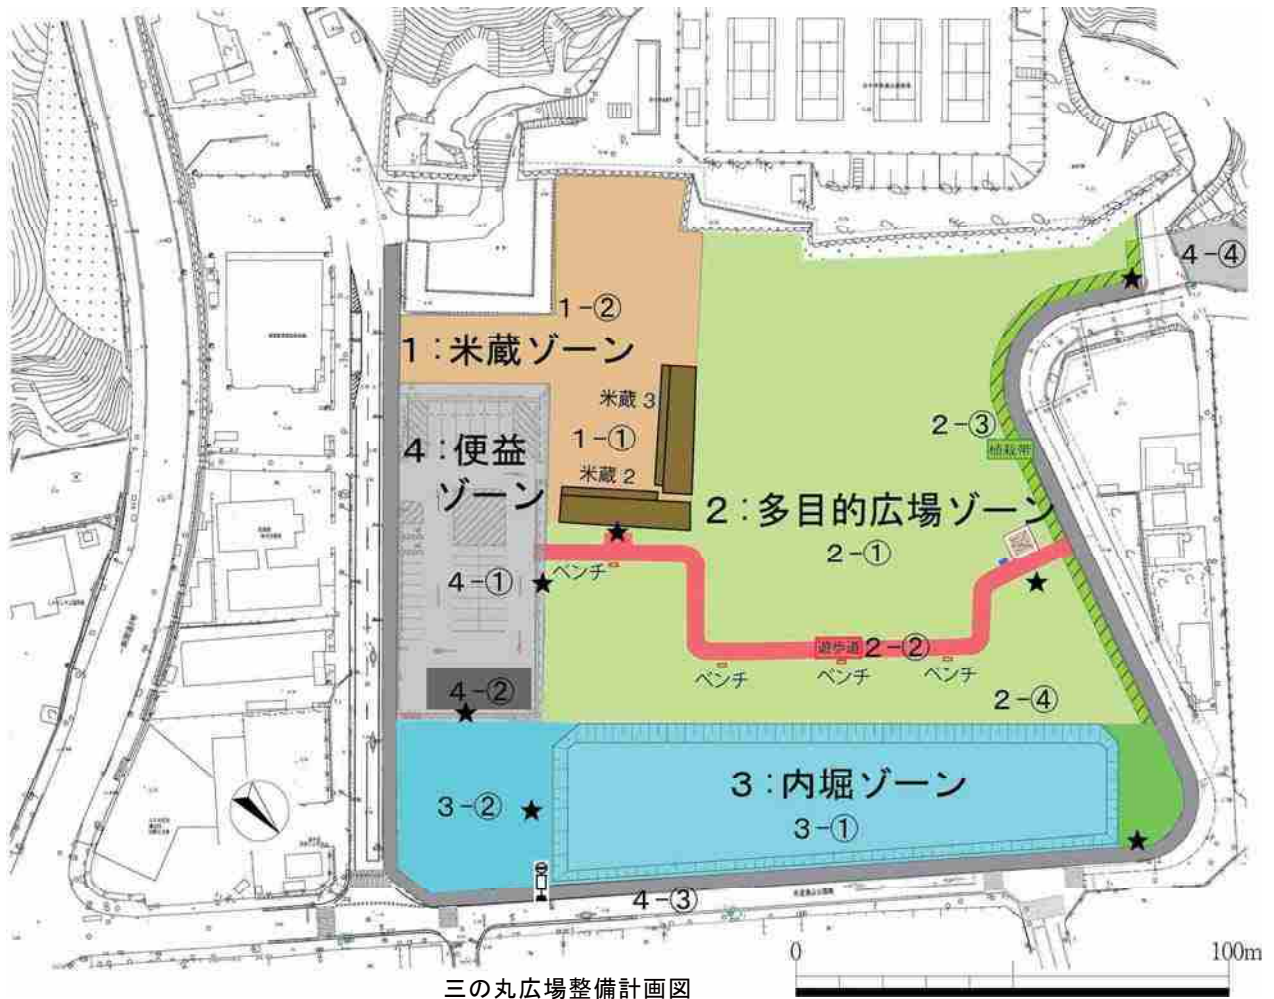 4-④
1-②
1:米蔵ゾーン
米蔵 3
1-①
米蔵 2
4:便益
ゾーン
2-③
植栽帯
2:多目的広場ゾーン
2-①
4-①
ベンチ
遊歩道
2-②
ベンチ
ベンチ
ベンチ
4-②
2-④
3:内堀ゾーン
3-②
3-①
4-③
0
100m
三の丸広場整備計画図